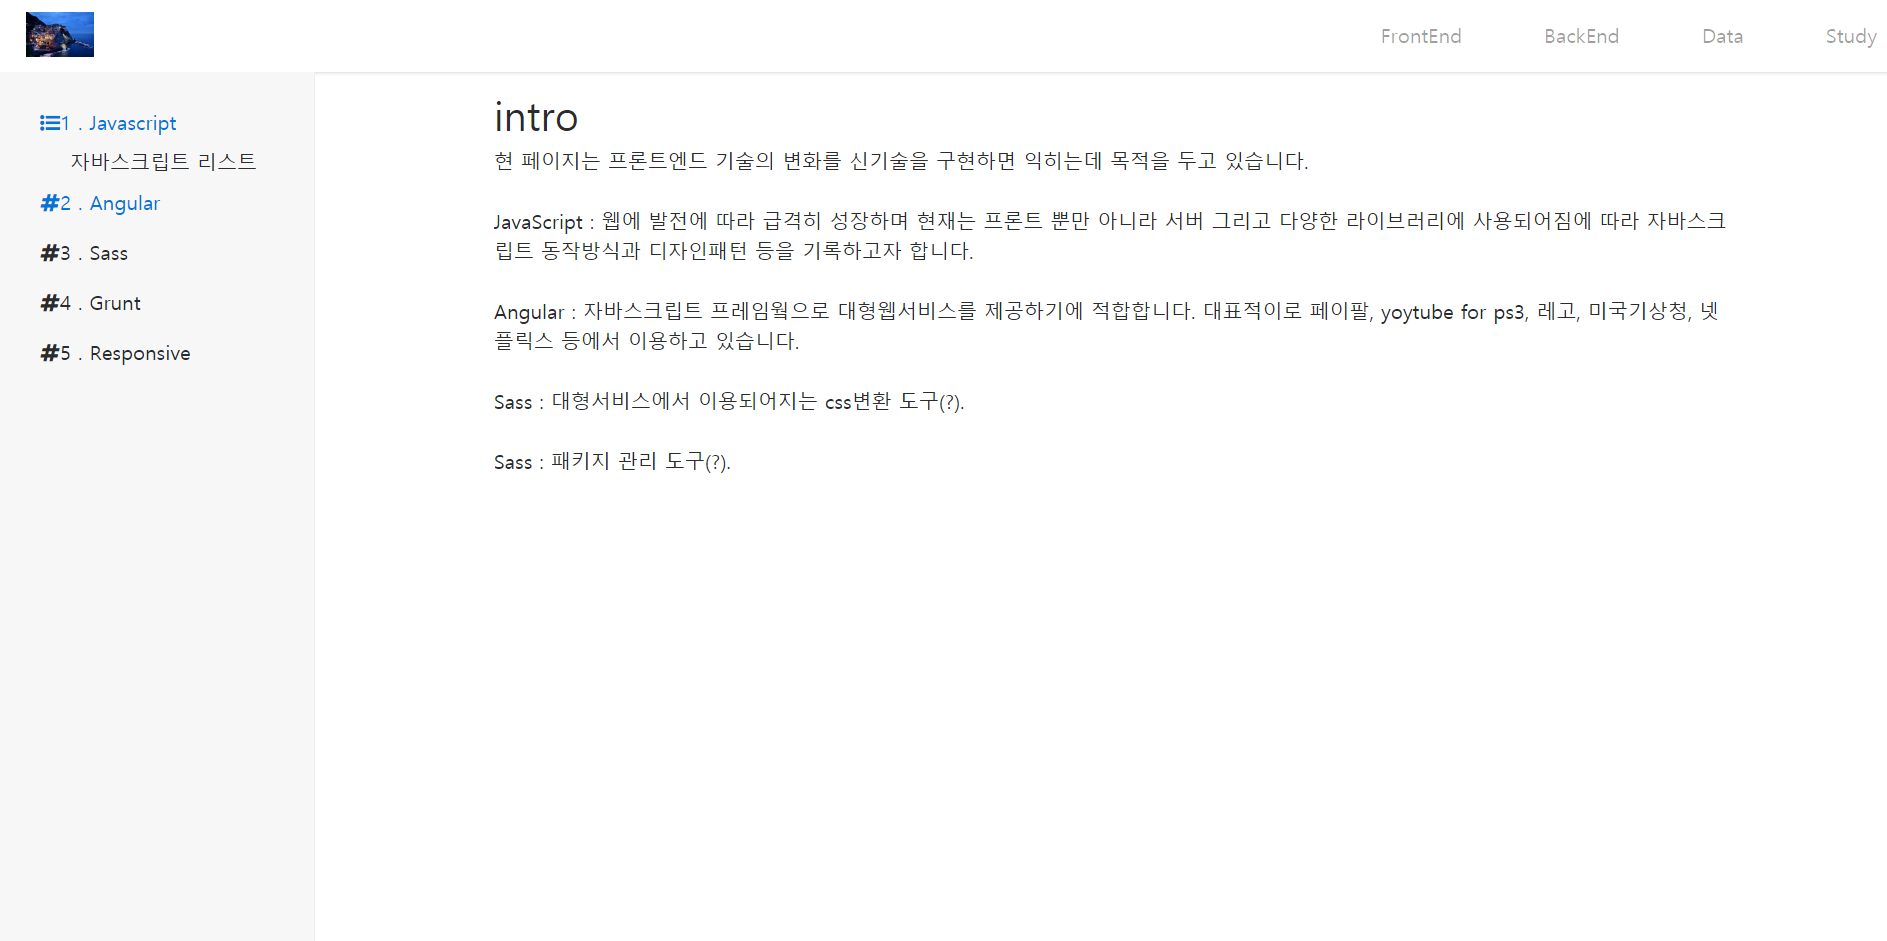 FrontEnd BackEnd Data Study
1 . Javascript
자바스크립트 리스트
#2 . Angular
#3 . Sass
#4 . Grunt
#5 . Responsive
intro
현 페이지는 프론트엔드 기술의 변화를 신기술을 구현하면 익히는데 목적을 두고 있습니다.
JavaScript : 웹에 발전에 따라 급격히 성장하며 현재는 프론트 뿐만 아니라 서버 그리고 다양한 라이브러리에 사용되어짐에 따라 자바스크
립트 동작방식과 디자인패턴 등을 기록하고자 합니다.
Angular : 자바스크립트 프레임웤으로 대형웹서비스를 제공하기에 적합합니다. 대표적이로 페이팔, yoytube for ps3, 레고, 미국기상청, 넷
플릭스 등에서 이용하고 있습니다.
Sass : 대형서비스에서 이용되어지는 css변환 도구(?).
Sass : 패키지 관리 도구(?).